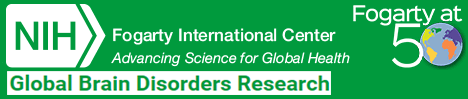 NIH
Fogarty International Center
Advancing Science for Global Health
Fogarty at
50
Global Brain Disorders Research